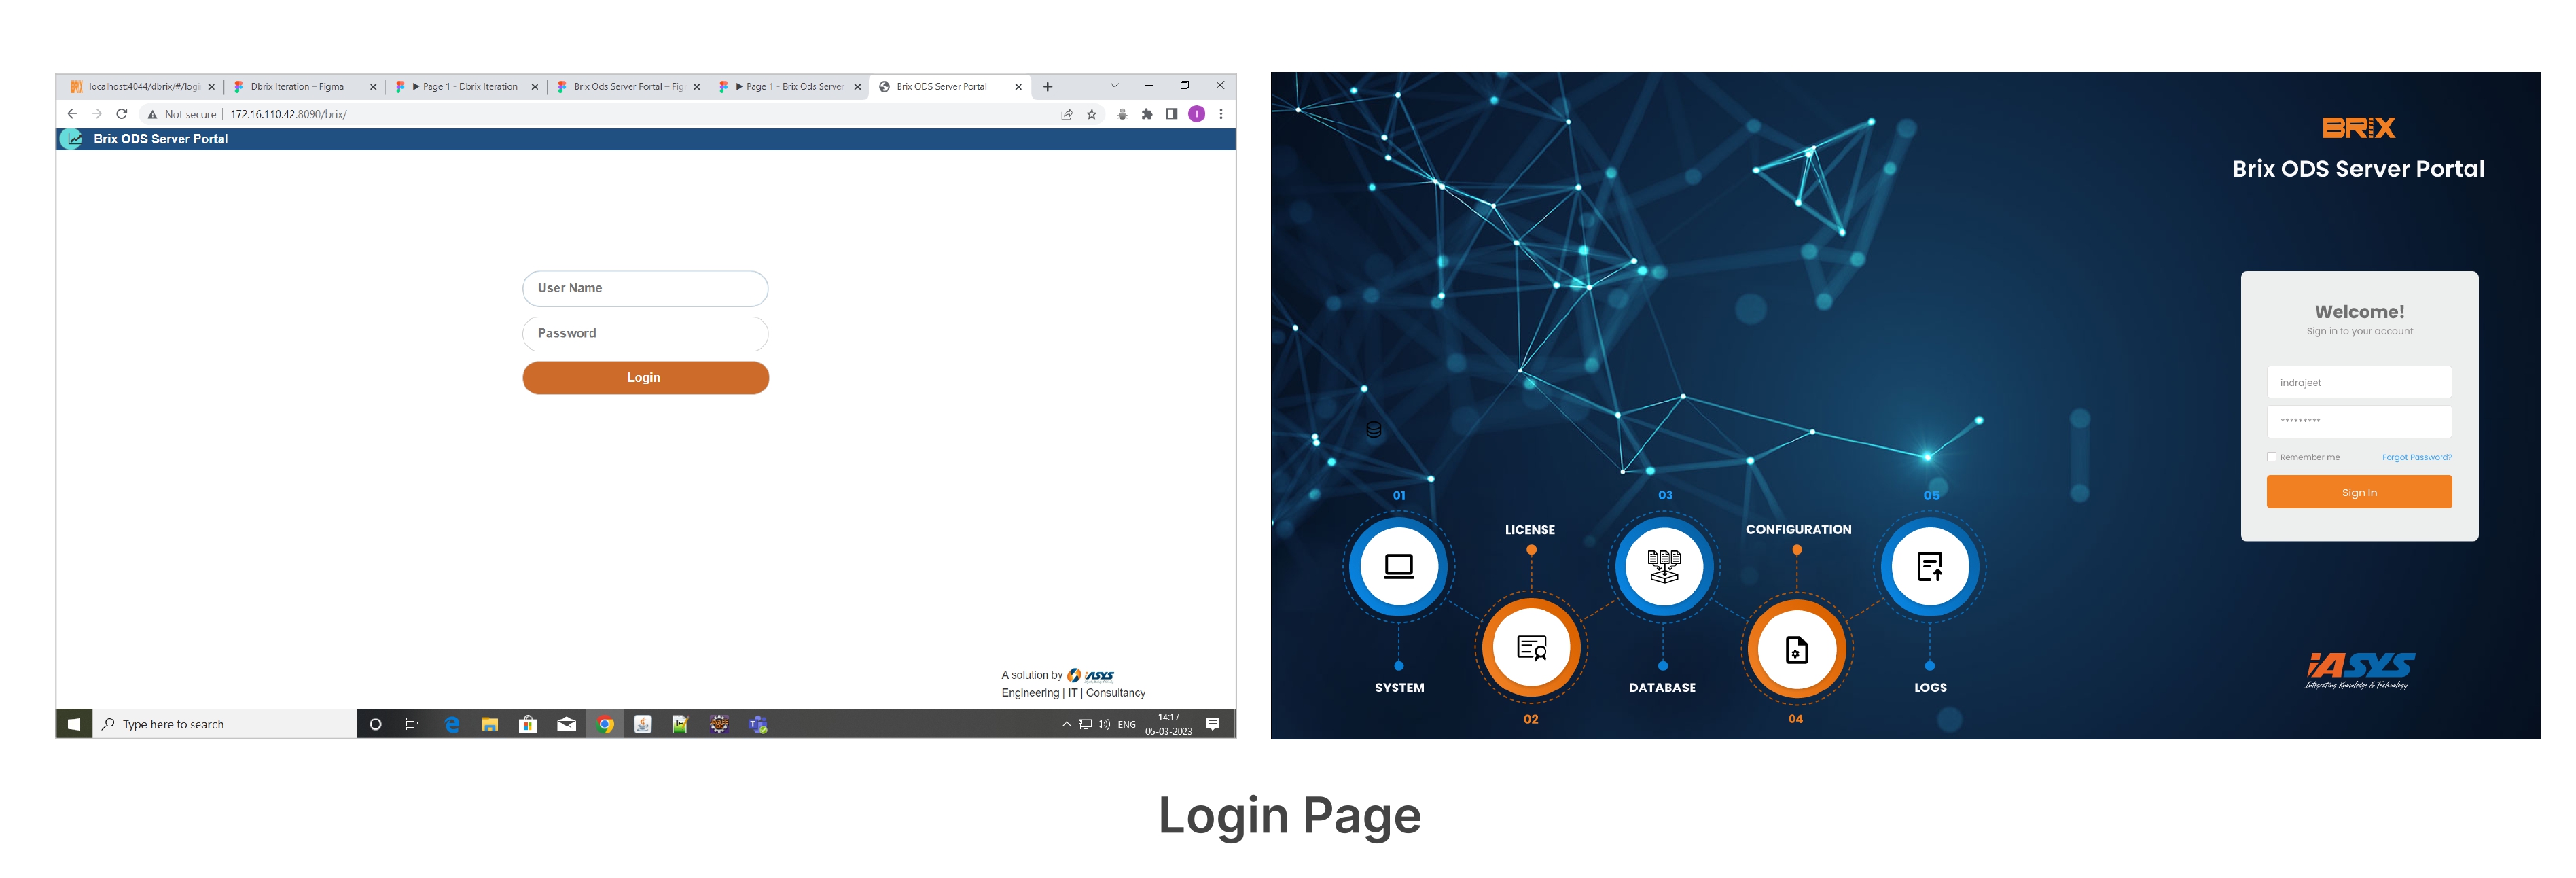 localhost:4044/dbrix/#/logi
Dbrix Iteration – Figma
Page 1 - Dbrix Iteration
Brix Ods Server Portal – Fig
Page 1 - Brix Ods Server
Brix ODS Server Portal
Not secure | 172.16.110.42:8090/brix/
I
Brix ODS Server Portal
User Name
Password
Login
A solution by iASYS
Engineering | IT | Consultancy
Type here to search
ENG
14:17
05-03-2023
BRIX
Brix ODS Server Portal
Welcome!
Sign in to your account
indrajeet
*********
Remember me
Forgot Password?
Sign In
01
03
05
LICENSE
CONFIGURATION
SYSTEM
DATABASE
LOGS
02
04
iASYS
Integrating Knowledge & Technology
Login Page